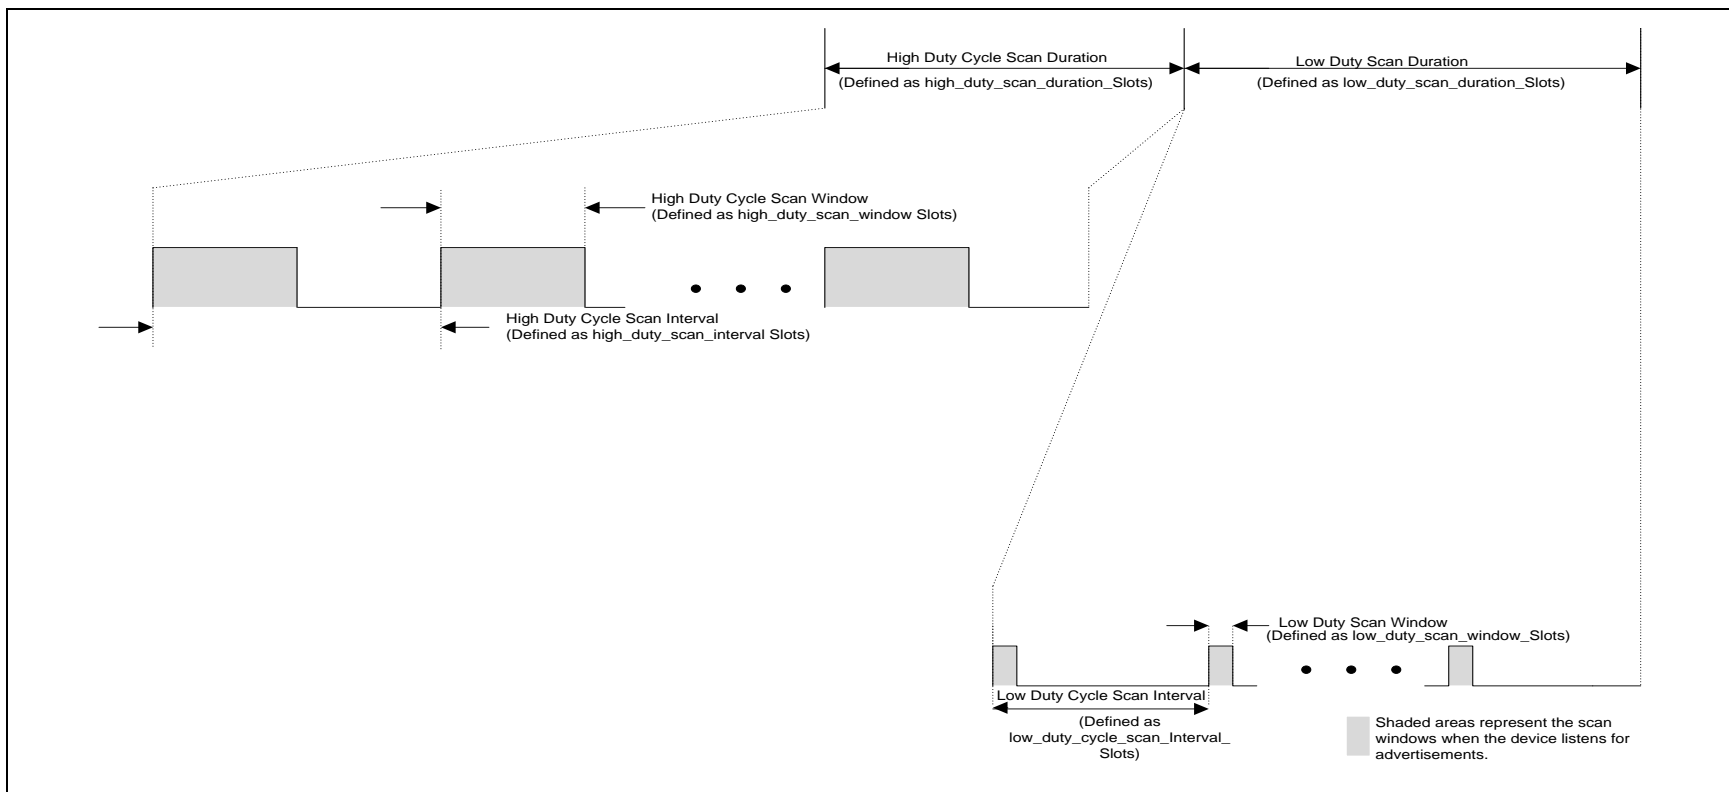 High Duty Cycle Scan Duration
(Defined as high_duty_scan_duration_Slots)
Low Duty Scan Duration
(Defined as low_duty_scan_duration_Slots)
High Duty Cycle Scan Window
(Defined as high_duty_scan_window Slots)
High Duty Cycle Scan Interval
(Defined as high_duty_scan_interval Slots)
Low Duty Scan Window
(Defined as low_duty_scan_window_Slots)
Low Duty Cycle Scan Interval
(Defined as
low_duty_cycle_scan_Interval_
Slots)
Shaded areas represent the scan
windows when the device listens for
advertisements.